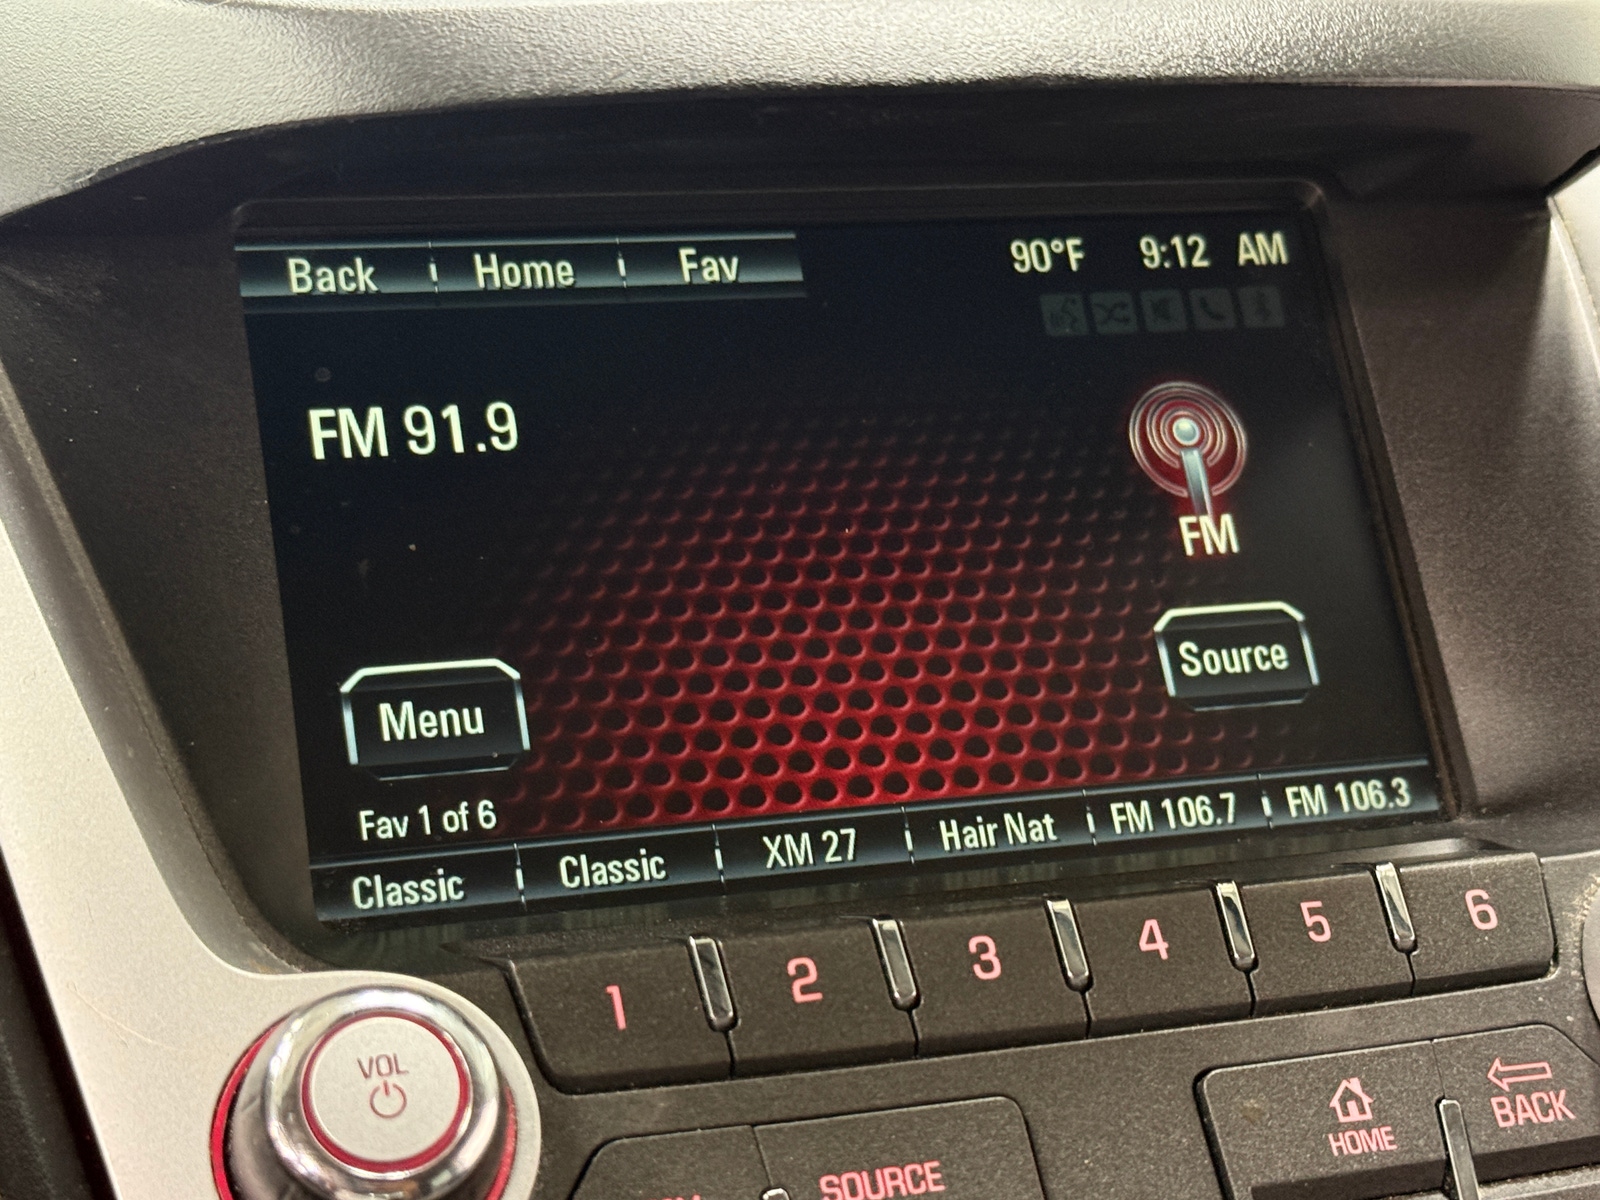 Back Home Fav 90°F 9:12 AM
FM 91.9
FM
Source
Menu
Fav 1 of 6
Classic Classic XM 27 Hair Nat FM 106.7 FM 106.3
1 2 3 4 5 6
VOL
HOME
BACK
SOURCE